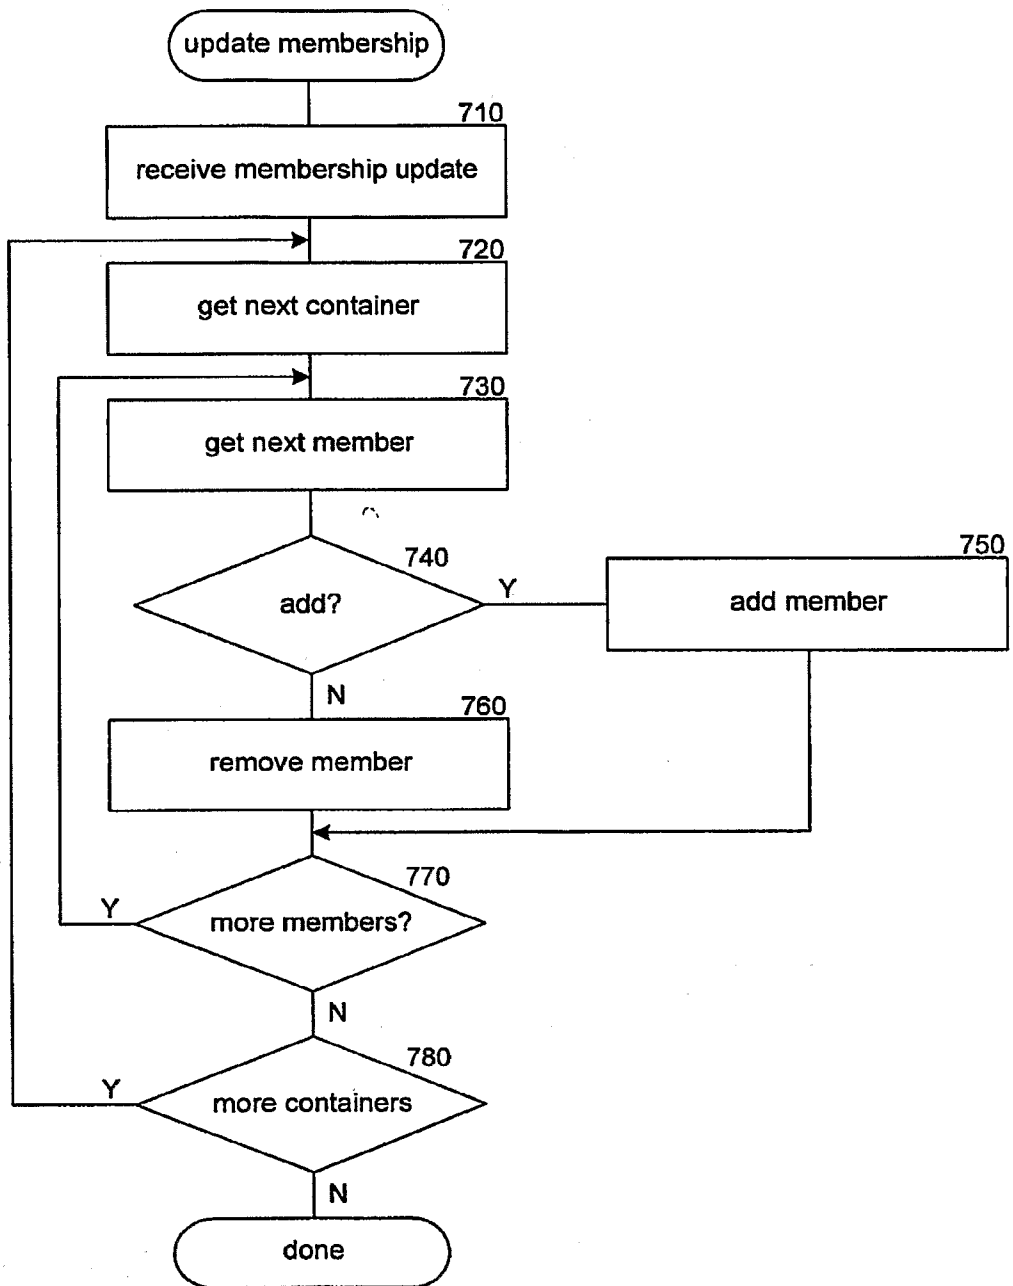 update membership
710
receive membership update
720
get next container
730
get next member
740
add?
Y
750
add member
N
760
remove member
770
more members?
Y
N
780
more containers
Y
N
done